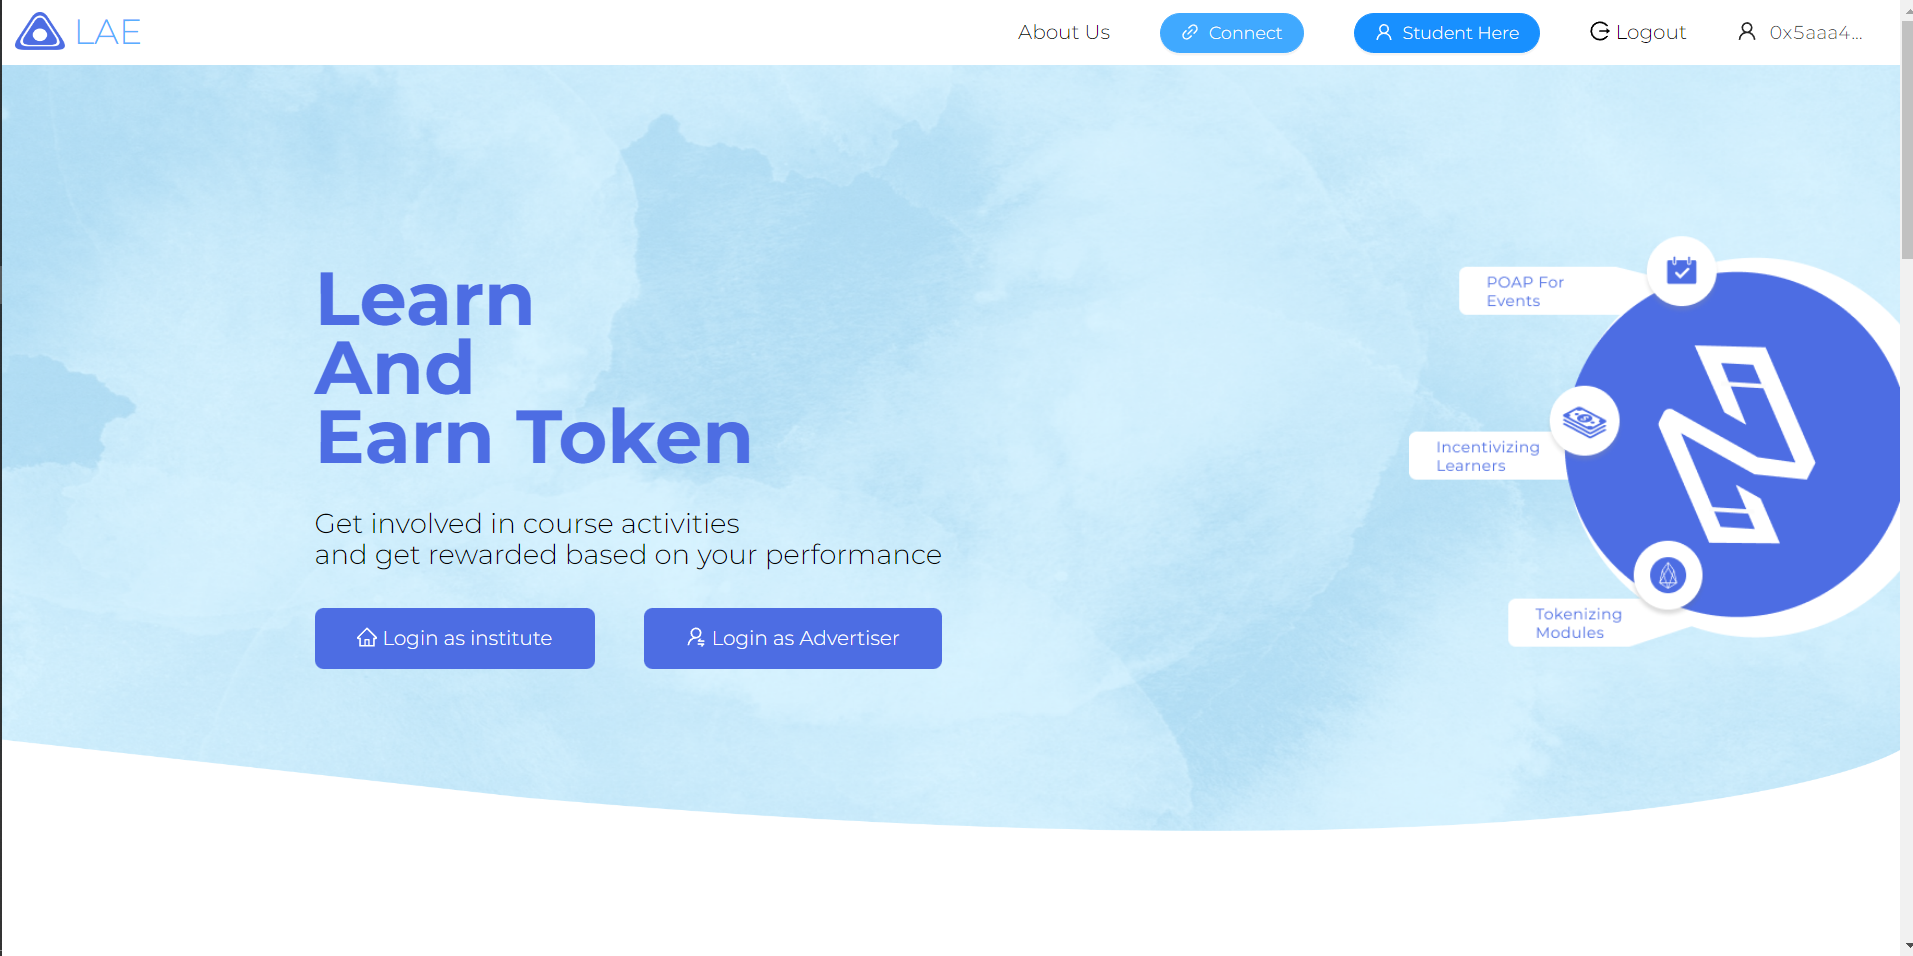 LAE
About Us
Connect
Student Here
Logout
0x5aaa4...
Learn
And
Earn Token
Get involved in course activities
and get rewarded based on your performance
Login as institute
Login as Advertiser
POAP For
Events
Incentivizing
Learners
Tokenizing
Modules